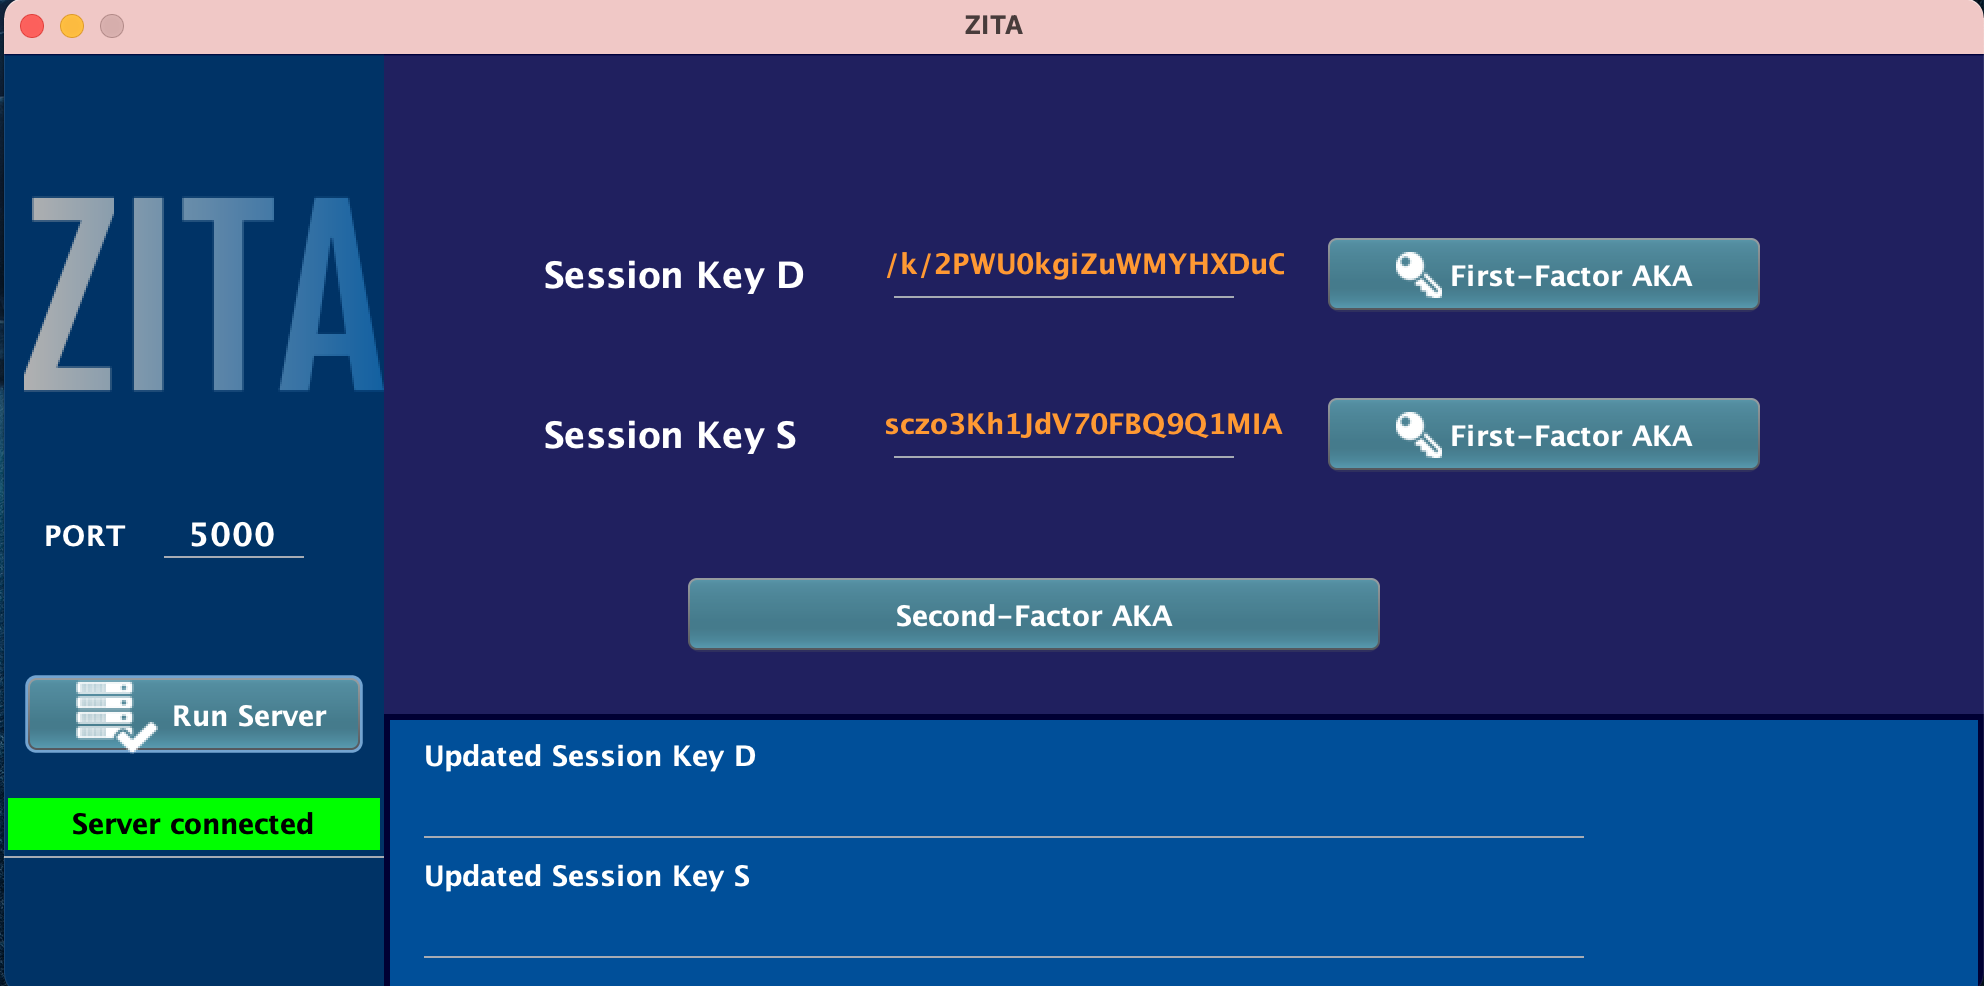 ZITA
ZITA
Session Key D
/k/2PWU0kgiZuWMYHXDuC
First-Factor AKA
Session Key S
sczo3Kh1JdV70FBQ9Q1MIA
First-Factor AKA
PORT 5000
Second-Factor AKA
Run Server
Server connected
Updated Session Key D
Updated Session Key S